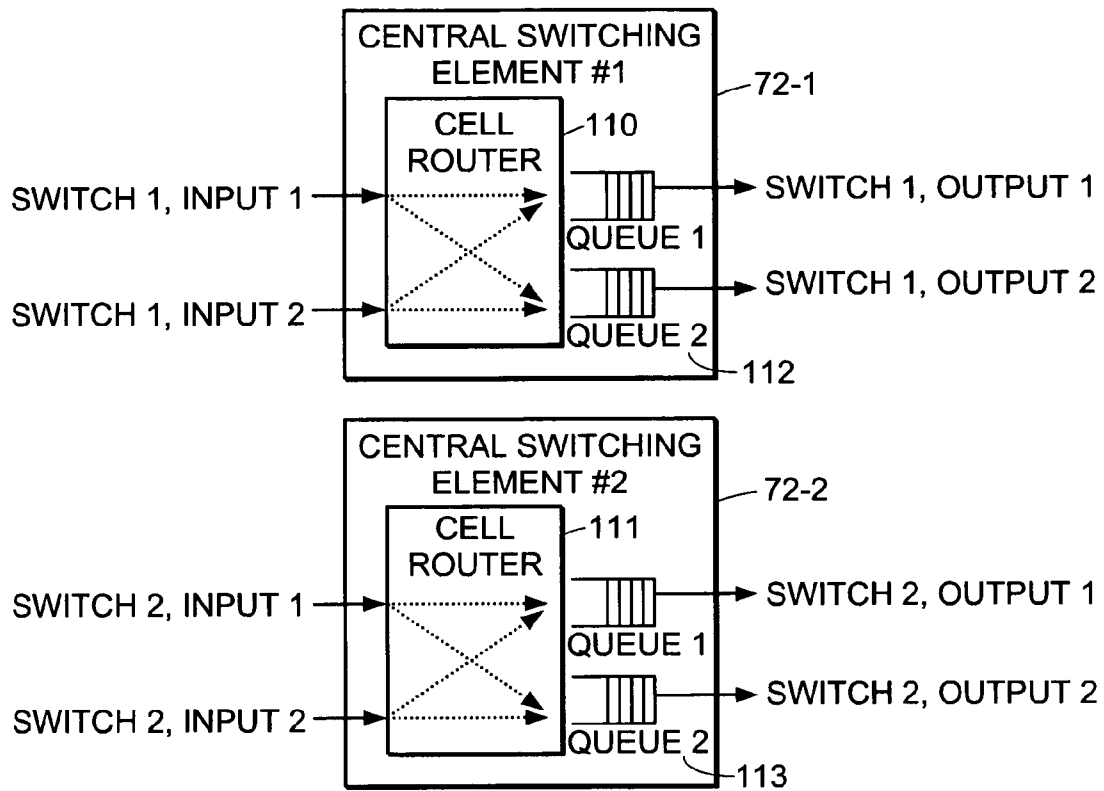 CENTRAL SWITCHING
ELEMENT #1
72-1
CELL
ROUTER
110
SWITCH 1, INPUT 1
SWITCH 1, OUTPUT 1
QUEUE 1
SWITCH 1, INPUT 2
SWITCH 1, OUTPUT 2
QUEUE 2
112
CENTRAL SWITCHING
ELEMENT #2
72-2
CELL
ROUTER
111
SWITCH 2, INPUT 1
SWITCH 2, OUTPUT 1
QUEUE 1
SWITCH 2, INPUT 2
SWITCH 2, OUTPUT 2
QUEUE 2
113